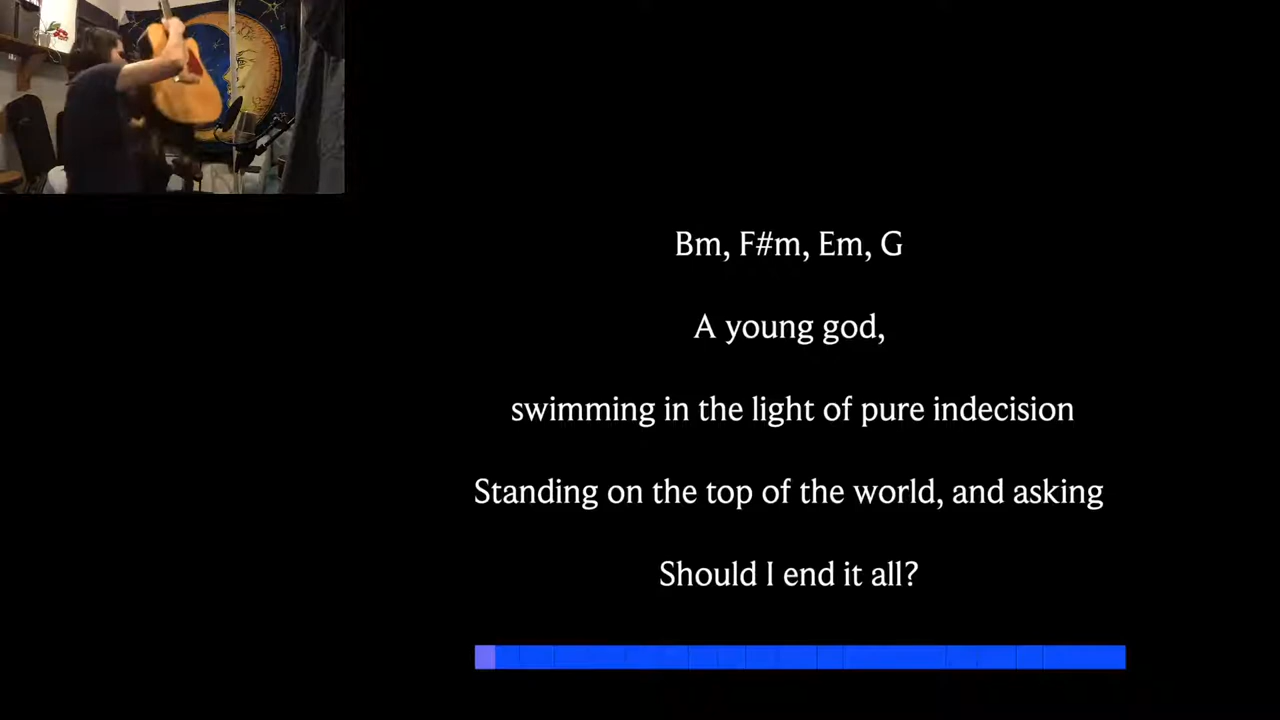 Bm, F#m, Em, G
A young god,
swimming in the light of pure indecision
Standing on the top of the world, and asking
Should I end it all?